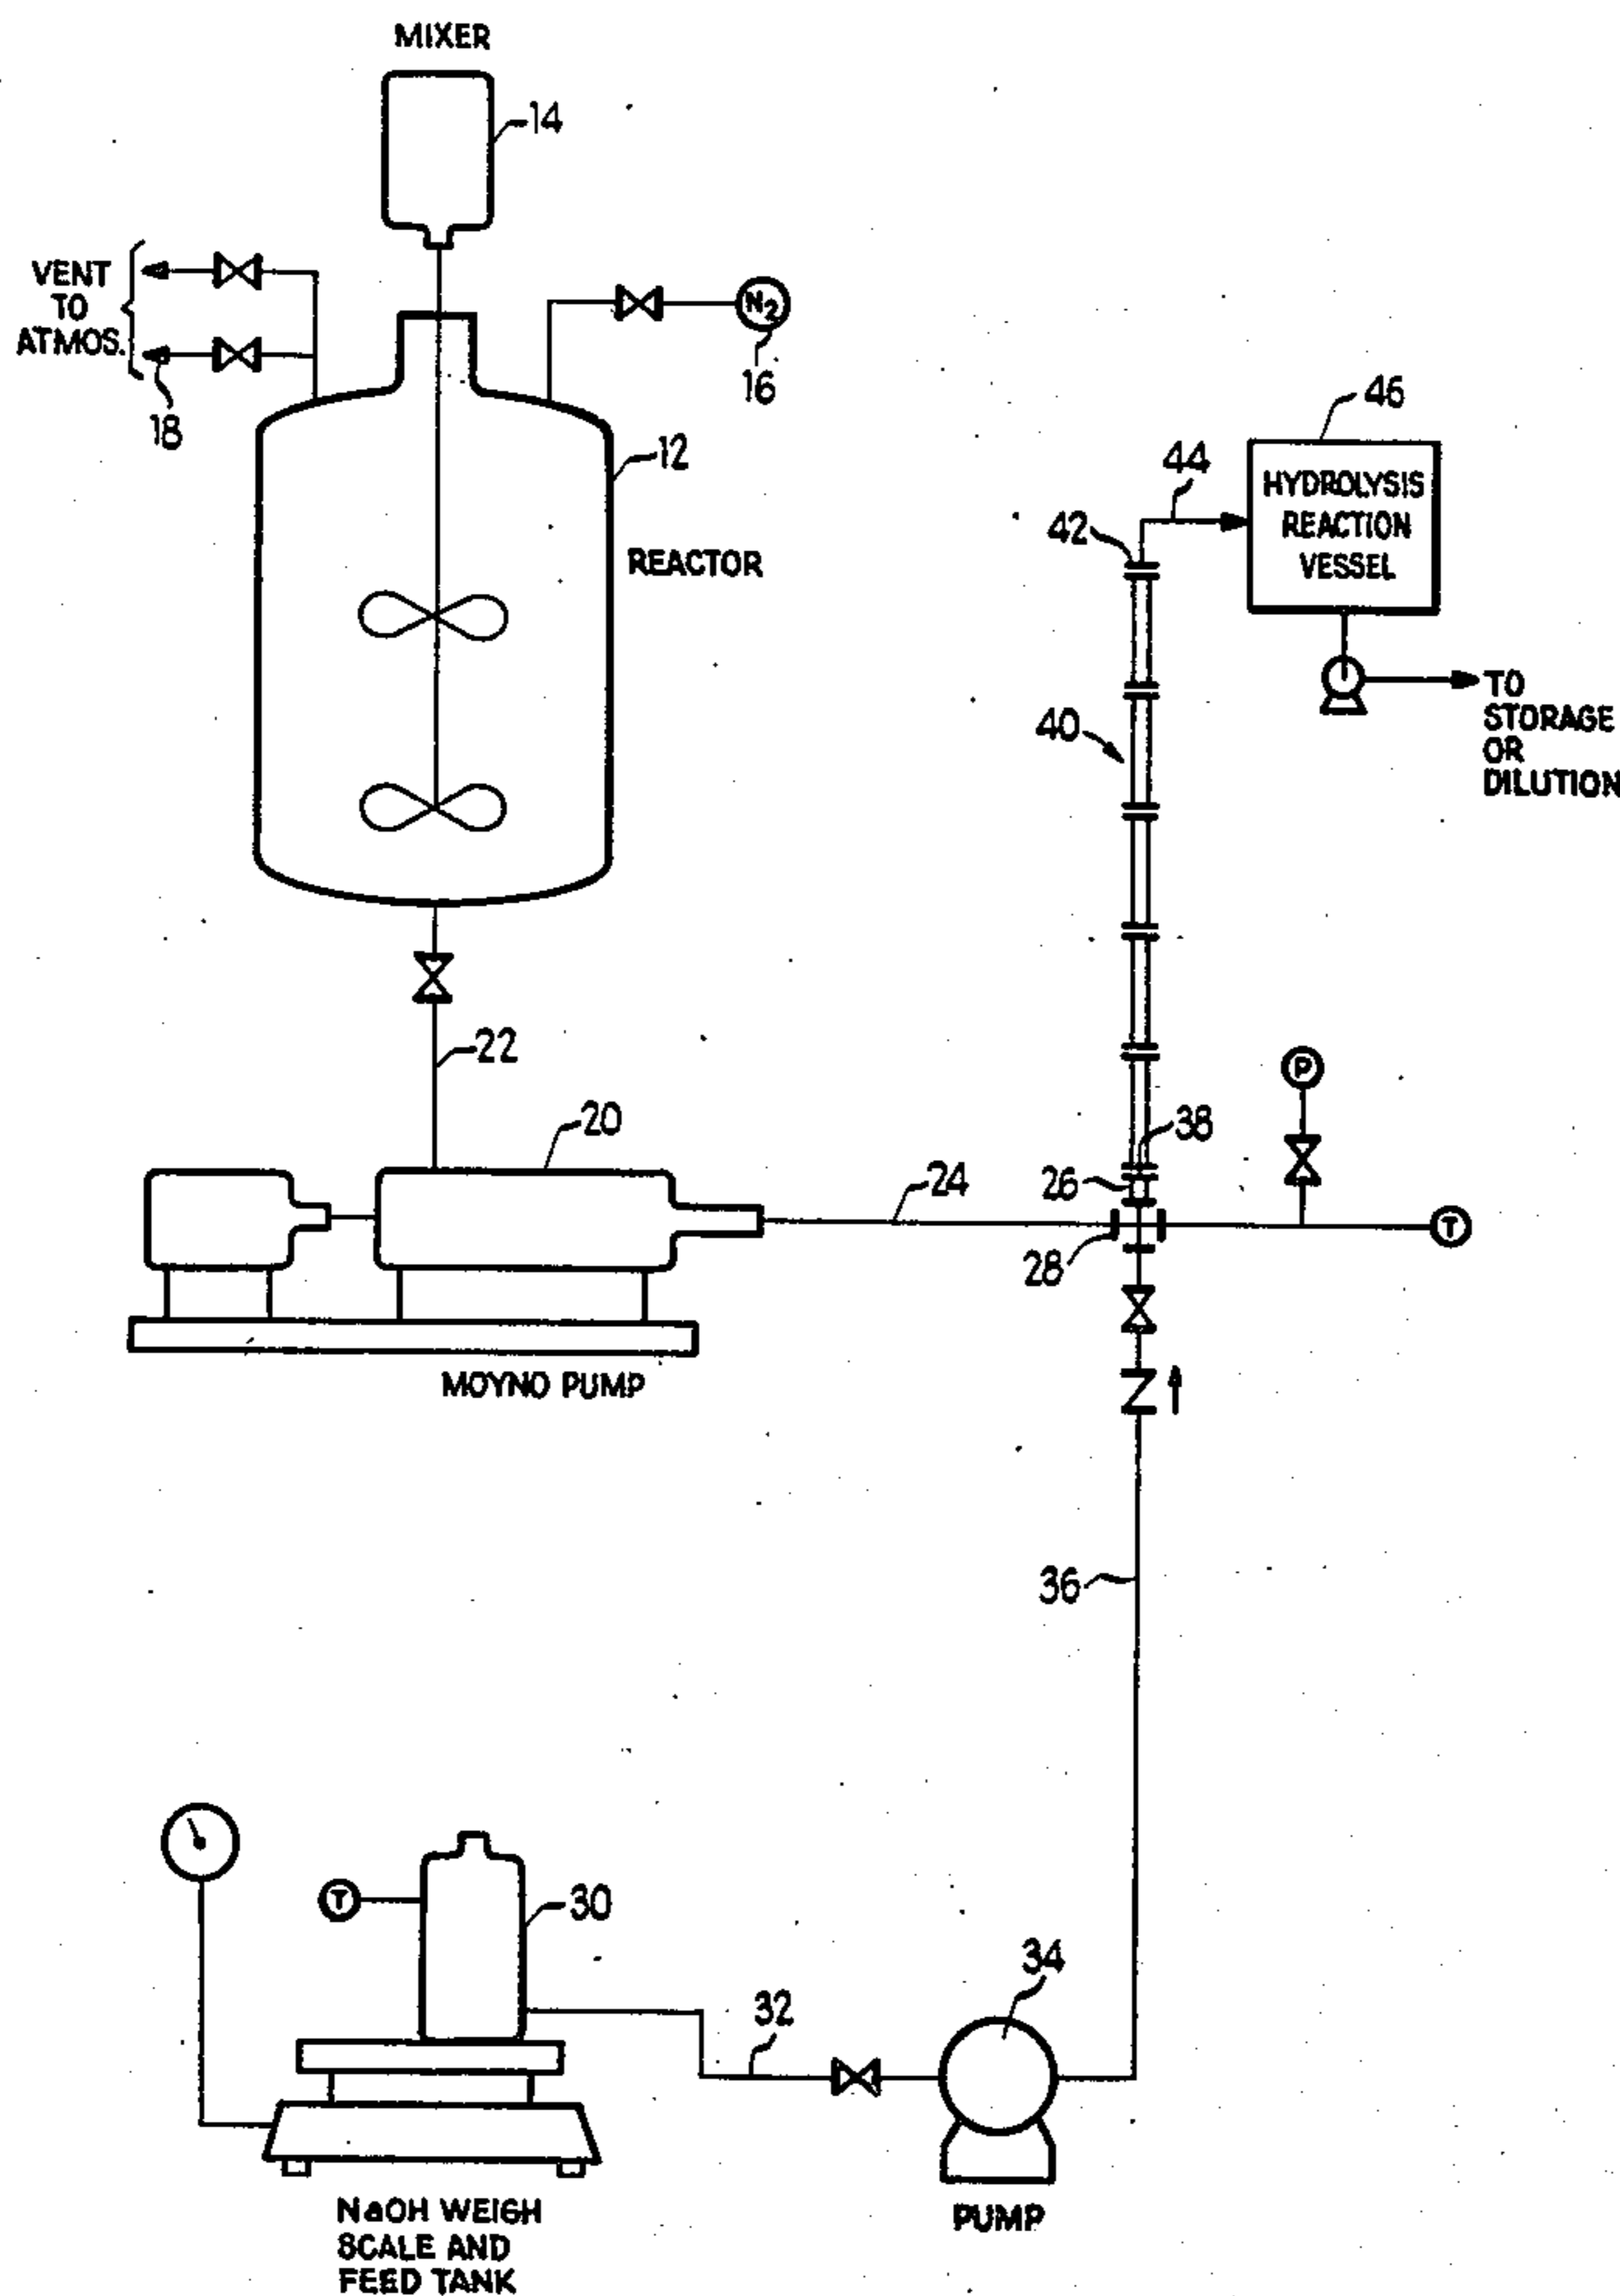 MIXER
14
VENT
TO
ATMOS.
18
N2
16
12
REACTOR
46
44
HYDROLYSIS
REACTION
VESSEL
42
40
TO
STORAGE
OR
DILUTION
22
20
P
38
26
24
T
28
MOYNO PUMP
36
T
30
34
32
NaOH WEIGH
SCALE AND
FEED TANK
PUMP